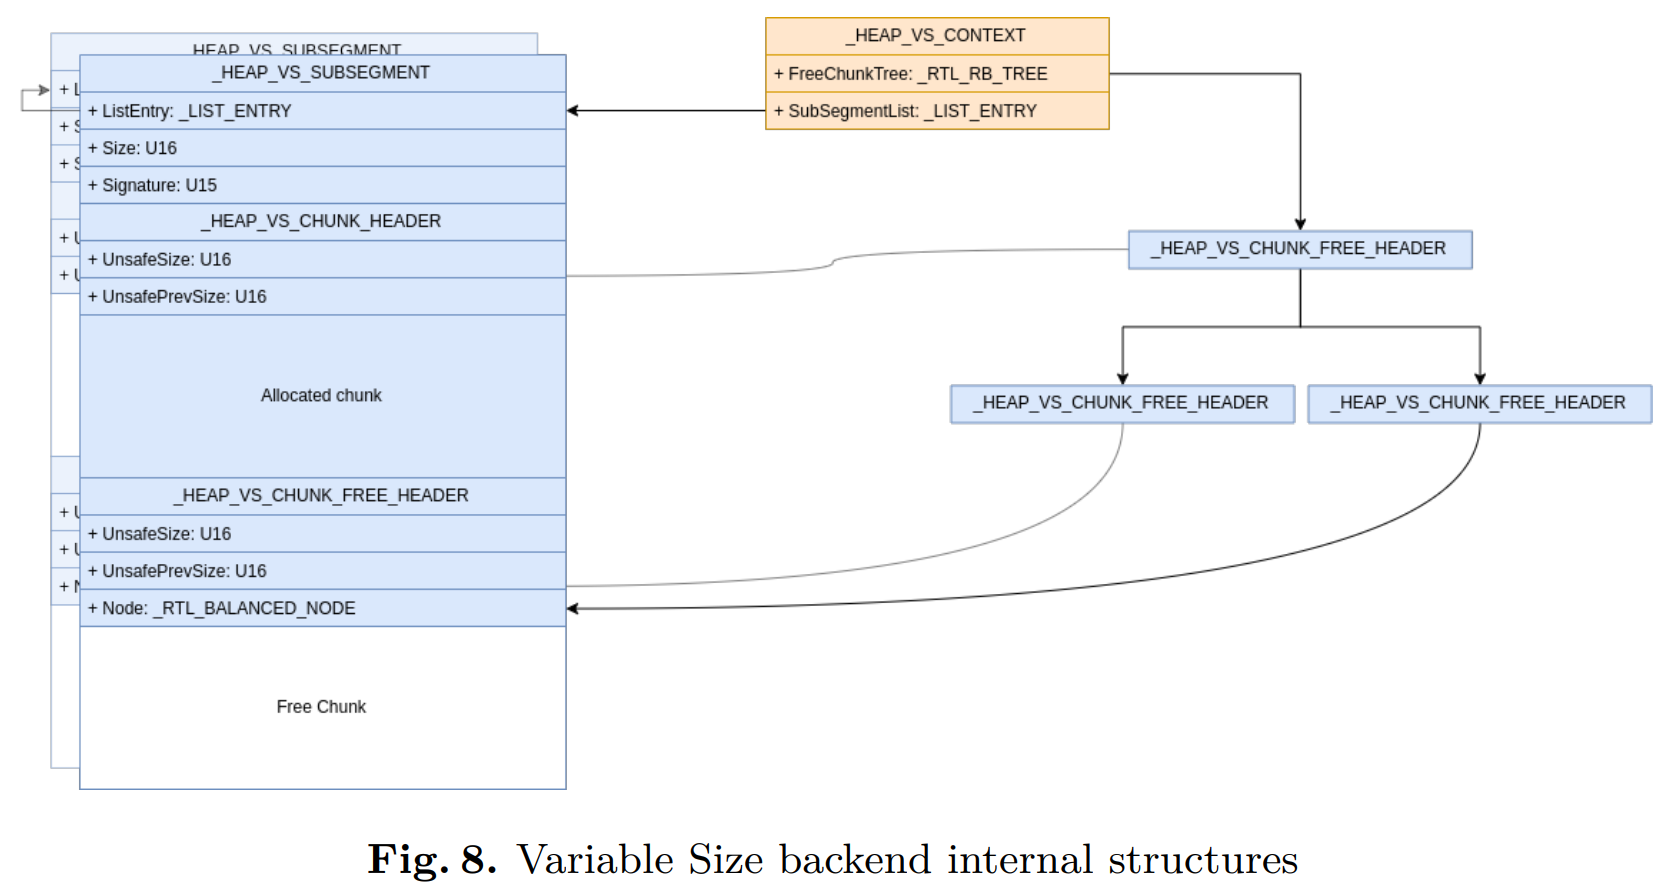 _HEAP_VS_SUBSEGMENT
_HEAP_VS_SUBSEGMENT
+ ListEntry: _LIST_ENTRY
+ Size: U16
+ Signature: U15
_HEAP_VS_CHUNK_HEADER
+ UnsafeSize: U16
+ UnsafePrevSize: U16
Allocated chunk
_HEAP_VS_CHUNK_FREE_HEADER
+ UnsafeSize: U16
+ UnsafePrevSize: U16
+ Node: _RTL_BALANCED_NODE
Free Chunk
_HEAP_VS_CONTEXT
+ FreeChunkTree: _RTL_RB_TREE
+ SubSegmentList: _LIST_ENTRY
_HEAP_VS_CHUNK_FREE_HEADER
_HEAP_VS_CHUNK_FREE_HEADER
_HEAP_VS_CHUNK_FREE_HEADER
Fig. 8. Variable Size backend internal structures